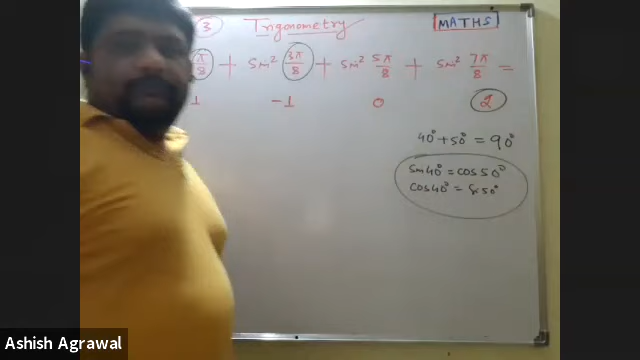 3 Trigonometry MATHS
π/8 + sin² 3π/8 + sin² 5π/8 + sin² 7π/8 =
1 -1 0 2
40° + 50° = 90°
sin 40° = cos 50°
cos 40° = 50°
Ashish Agrawal